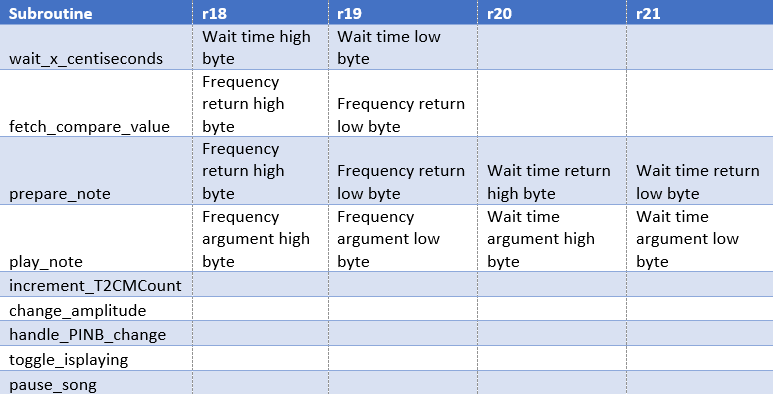 Subroutine r18 r19 r20 r21
Wait time high Wait time low
wait_x_centiseconds byte byte
Frequency
return high Frequency return
fetch_compare_value byte low byte
Frequency
return high Frequency return Wait time return Wait time return
prepare_note byte low byte high byte low byte
Frequency Frequency Wait time Wait time
argument high argument low argument high argument low
play_note byte byte byte byte
increment_T2CMCount
change_amplitude
handle_PINB_change
toggle_isplaying
pause_song